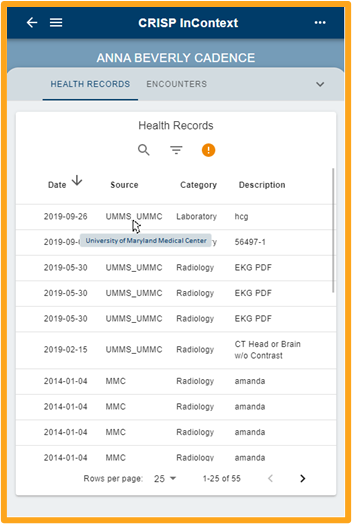 CRISP InContext
ANNA BEVERLY CADENCE
HEALTH RECORDS ENCOUNTERS
Health Records
Date Source Category Description
2019-09-26 UMMS_UMMC Laboratory hcg
University of Maryland Medical Center 56497-1
2019-05-30 UMMS_UMMC Radiology EKG PDF
2019-05-30 UMMS_UMMC Radiology EKG PDF
2019-05-30 UMMS_UMMC Radiology EKG PDF
2019-02-15 UMMS_UMMC Radiology CT Head or Brain
w/o Contrast
2014-01-04 MMC Radiology amanda
2014-01-04 MMC Radiology amanda
2014-01-04 MMC Radiology amanda
2014-01-04 MMC Radiology amanda
Rows per page: 25 1-25 of 55